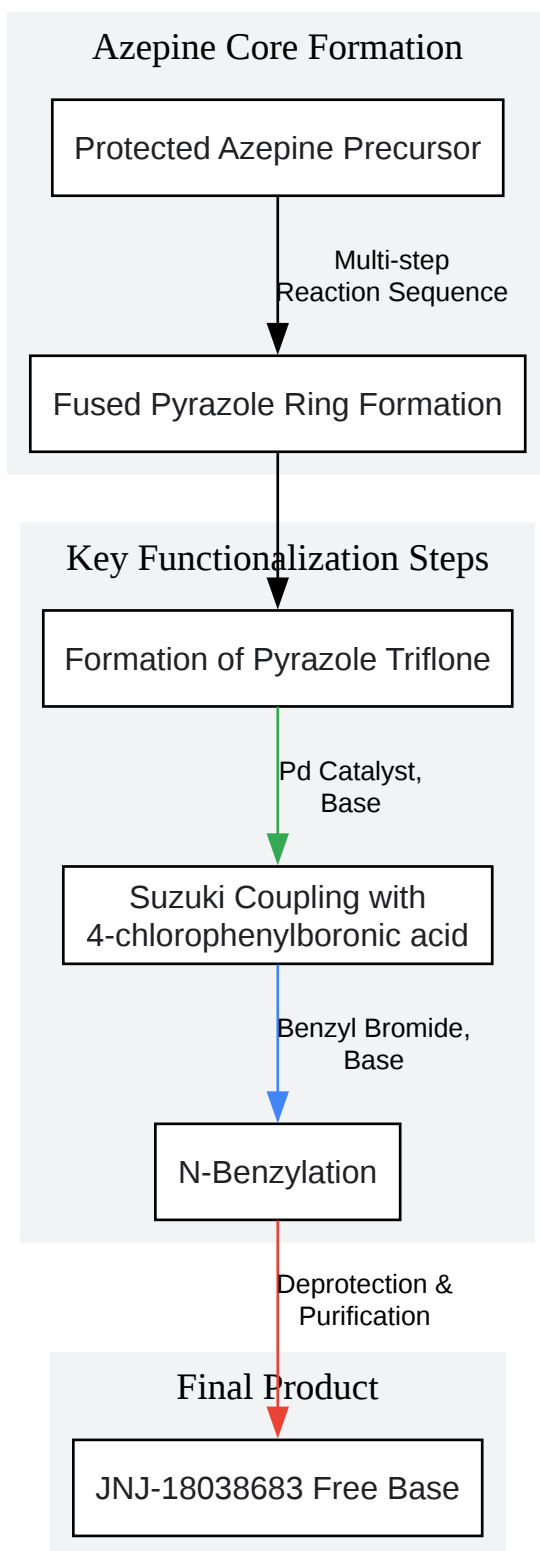 Azepine Core Formation
Protected Azepine Precursor
Multi-step
Reaction Sequence
Fused Pyrazole Ring Formation
Key Functionalization Steps
Formation of Pyrazole Triflone
Pd Catalyst,
Base
Suzuki Coupling with
4-chlorophenylboronic acid
Benzyl Bromide,
Base
N-Benzylation
Deprotection &
Purification
Final Product
JNJ-18038683 Free Base